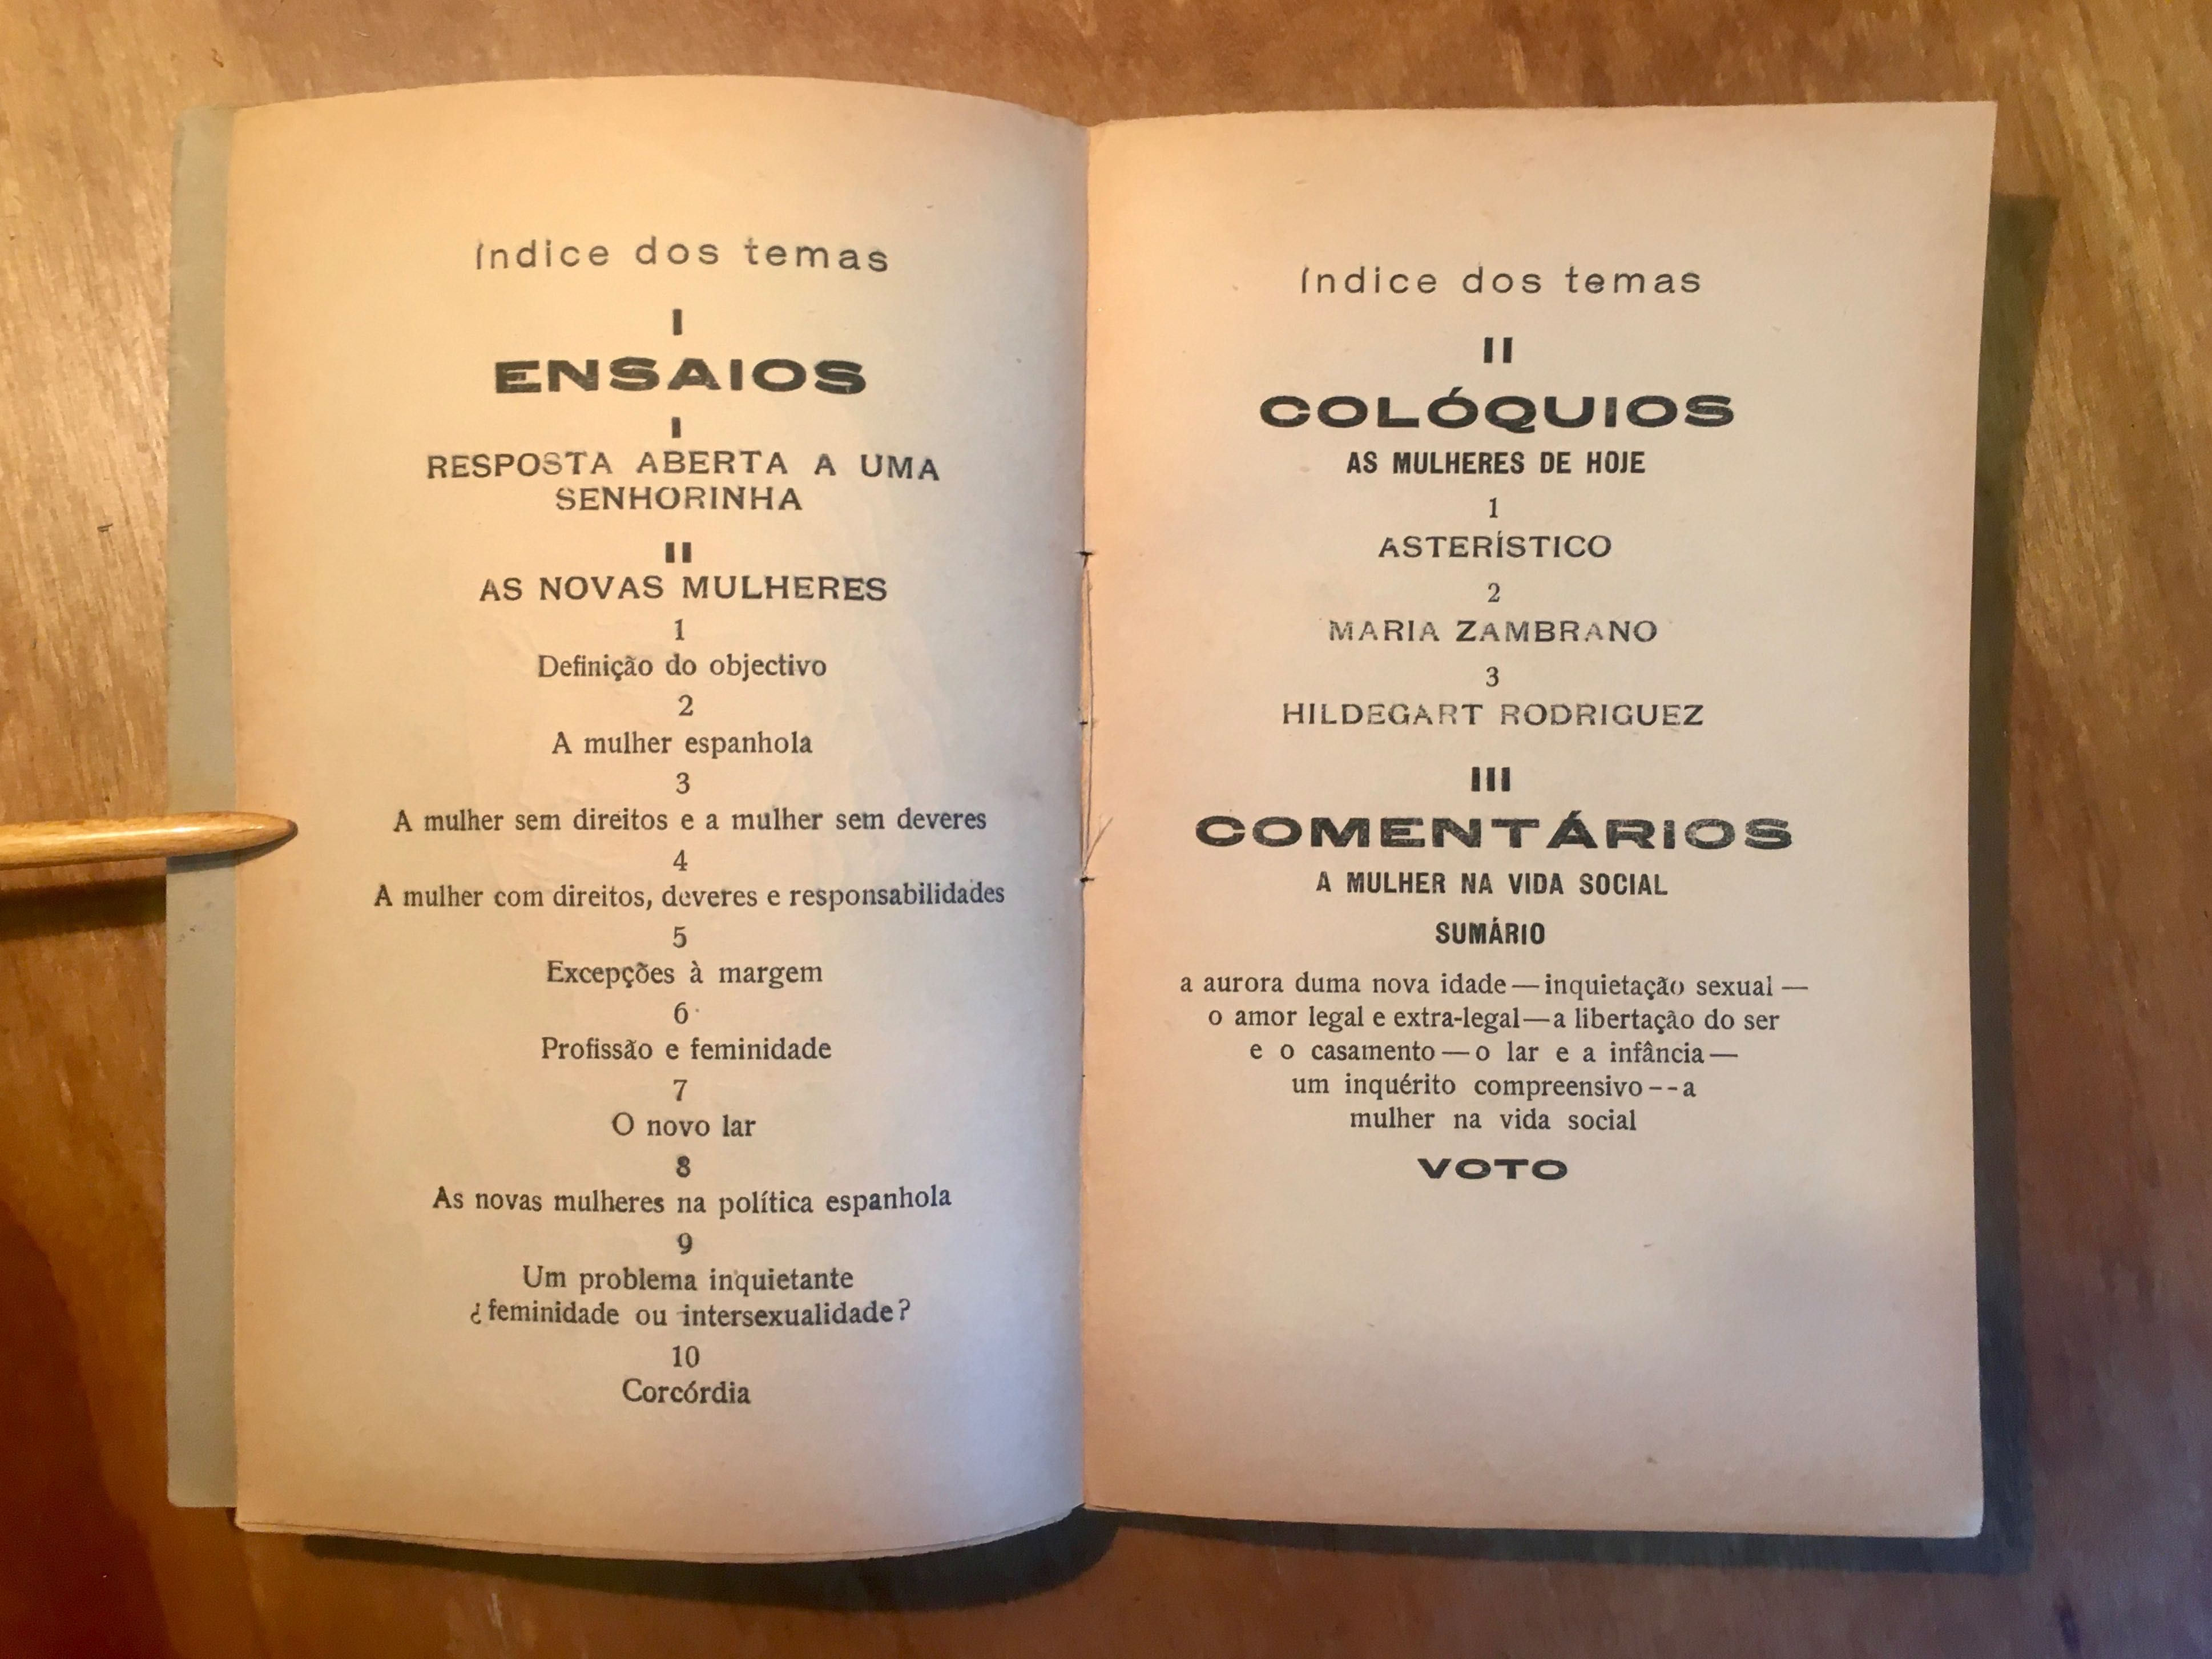 índice dos temas
I
ENSAIOS
I
RESPOSTA ABERTA A UMA
SENHORINHA
II
AS NOVAS MULHERES
1
Definição do objectivo
2
A mulher espanhola
3
A mulher sem direitos e a mulher sem deveres
4
A mulher com direitos, deveres e responsabilidades
5
Excepções à margem
6
Profissão e feminidade
7
O novo lar
8
As novas mulheres na política espanhola
9
Um problema inquietante
¿feminidade ou intersexualidade?
10
Corcórdia
índice dos temas
II
COLÓQUIOS
AS MULHERES DE HOJE
1
ASTERÍSTICO
2
MARIA ZAMBRANO
3
HILDEGART RODRIGUEZ
III
COMENTÁRIOS
A MULHER NA VIDA SOCIAL
SUMÁRIO
a aurora duma nova idade—inquietação sexual—
o amor legal e extra-legal—a libertação do ser
e o casamento—o lar e a infância—
um inquérito compreensivo--a
mulher na vida social
VOTO